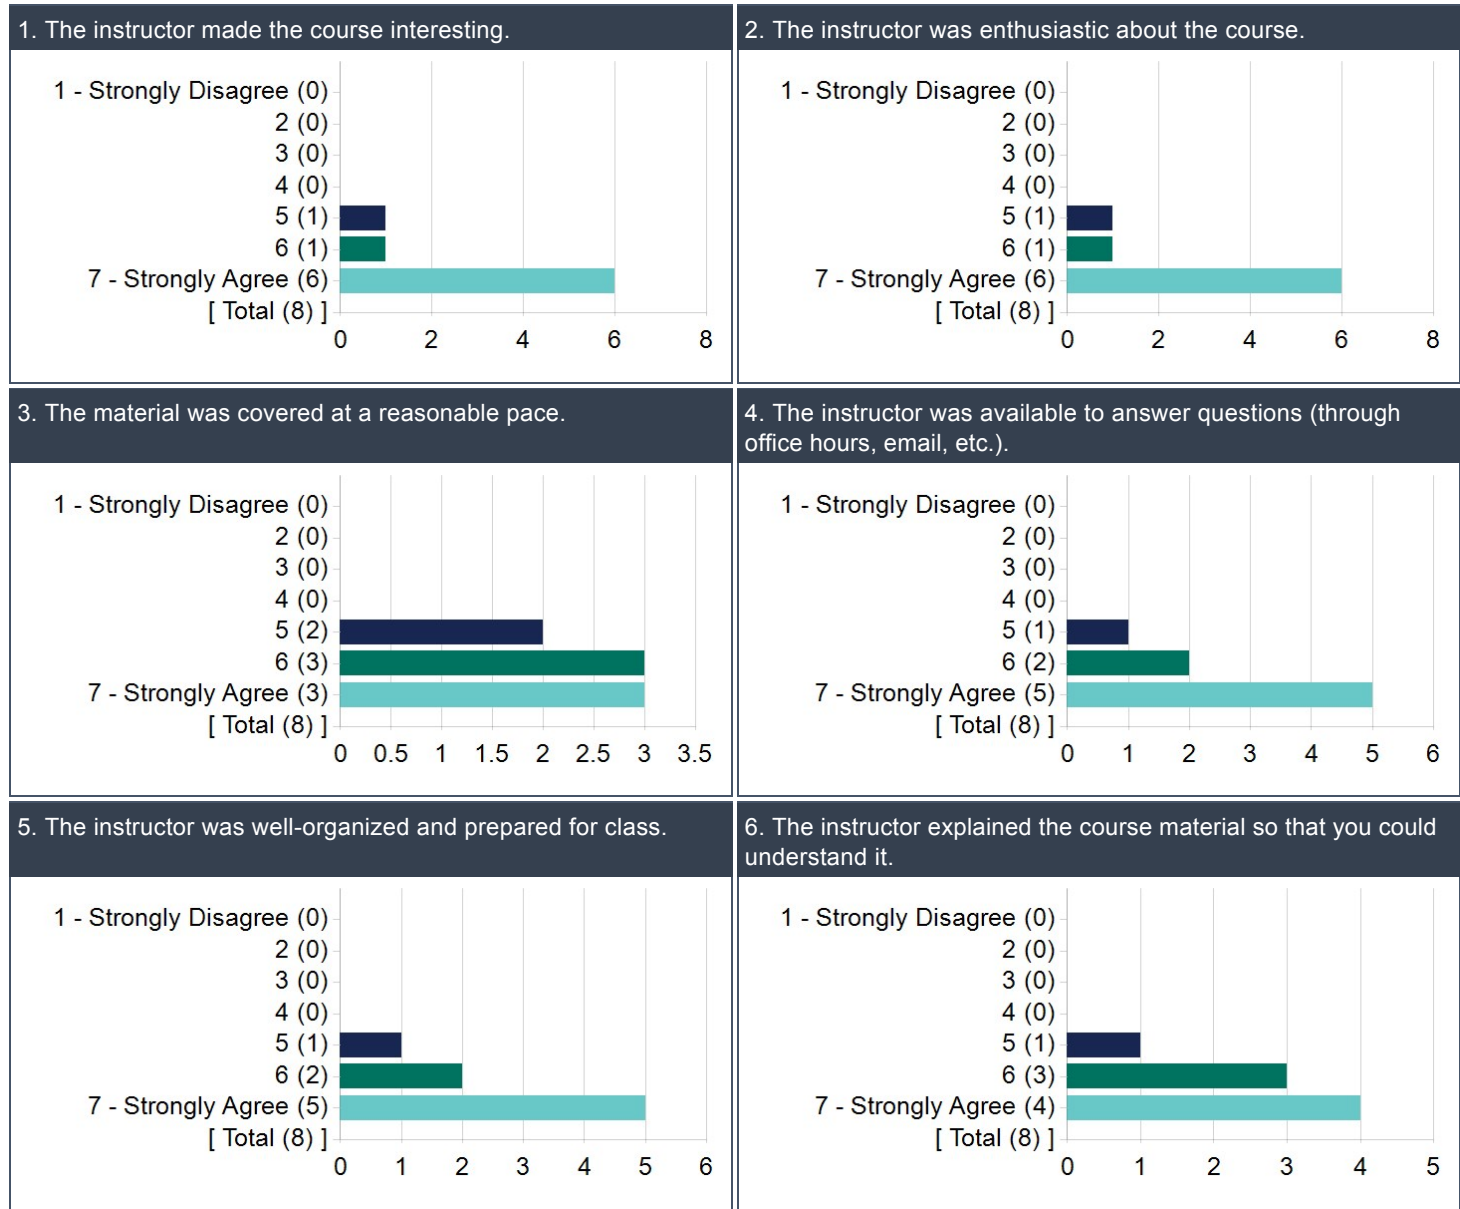 1. The instructor made the course interesting.
1 - Strongly Disagree (0)
2 (0)
3 (0)
4 (0)
5 (1)
6 (1)
7 - Strongly Agree (6)
[ Total (8) ]
0 2 4 6 8
2. The instructor was enthusiastic about the course.
1 - Strongly Disagree (0)
2 (0)
3 (0)
4 (0)
5 (1)
6 (1)
7 - Strongly Agree (6)
[ Total (8) ]
0 2 4 6 8
3. The material was covered at a reasonable pace.
1 - Strongly Disagree (0)
2 (0)
3 (0)
4 (0)
5 (2)
6 (3)
7 - Strongly Agree (3)
[ Total (8) ]
0 0.5 1 1.5 2 2.5 3 3.5
4. The instructor was available to answer questions (through
office hours, email, etc.).
1 - Strongly Disagree (0)
2 (0)
3 (0)
4 (0)
5 (1)
6 (2)
7 - Strongly Agree (5)
[ Total (8) ]
0 1 2 3 4 5 6
5. The instructor was well-organized and prepared for class.
1 - Strongly Disagree (0)
2 (0)
3 (0)
4 (0)
5 (1)
6 (2)
7 - Strongly Agree (5)
[ Total (8) ]
0 1 2 3 4 5 6
6. The instructor explained the course material so that you could
understand it.
1 - Strongly Disagree (0)
2 (0)
3 (0)
4 (0)
5 (1)
6 (3)
7 - Strongly Agree (4)
[ Total (8) ]
0 1 2 3 4 5